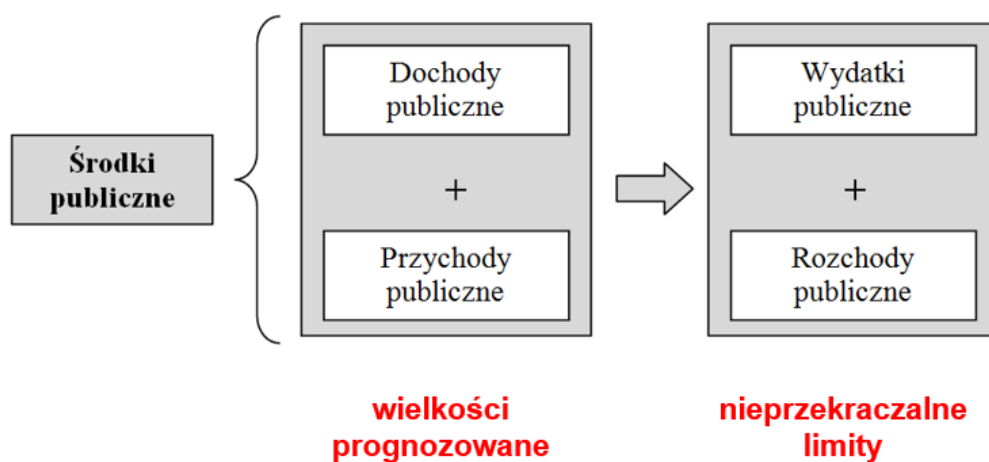 Środki
publiczne
Dochody
publiczne
+
Przychody
publiczne
wielkości
prognozowane
Wydatki
publiczne
+
Rozchody
publiczne
nieprzekraczalne
limity